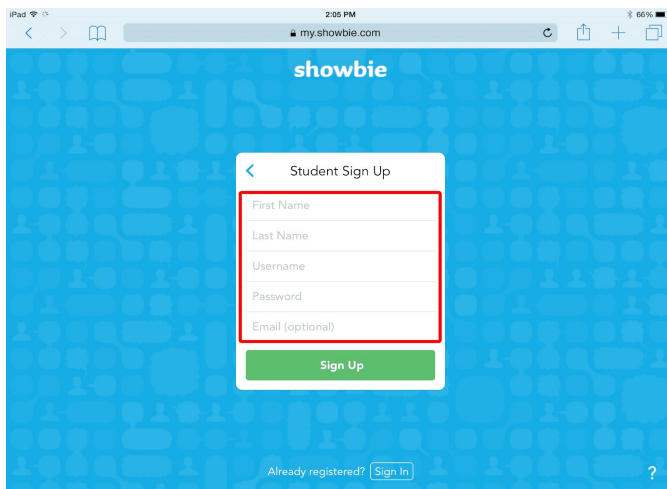 iPad 2:05 PM 66%
my.showbie.com
showbie
Student Sign Up
First Name
Last Name
Username
Password
Email (optional)
Sign Up
Already registered? Sign In ?